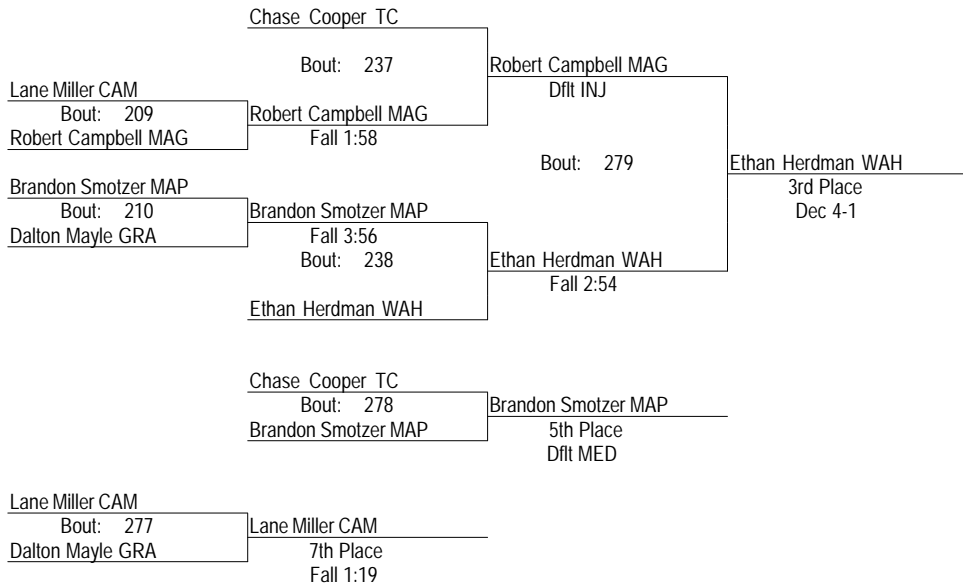 Chase Cooper TC
Bout: 237
Robert Campbell MAG
Dflt INJ
Lane Miller CAM
Bout: 209
Robert Campbell MAG
Robert Campbell MAG
Fall 1:58
Bout: 279
Ethan Herdman WAH
3rd Place
Dec 4-1
Brandon Smotzer MAP
Bout: 210
Dalton Mayle GRA
Brandon Smotzer MAP
Fall 3:56
Bout: 238
Ethan Herdman WAH
Fall 2:54
Ethan Herdman WAH
Chase Cooper TC
Bout: 278
Brandon Smotzer MAP
Brandon Smotzer MAP
5th Place
Dflt MED
Lane Miller CAM
Bout: 277
Dalton Mayle GRA
Lane Miller CAM
7th Place
Fall 1:19